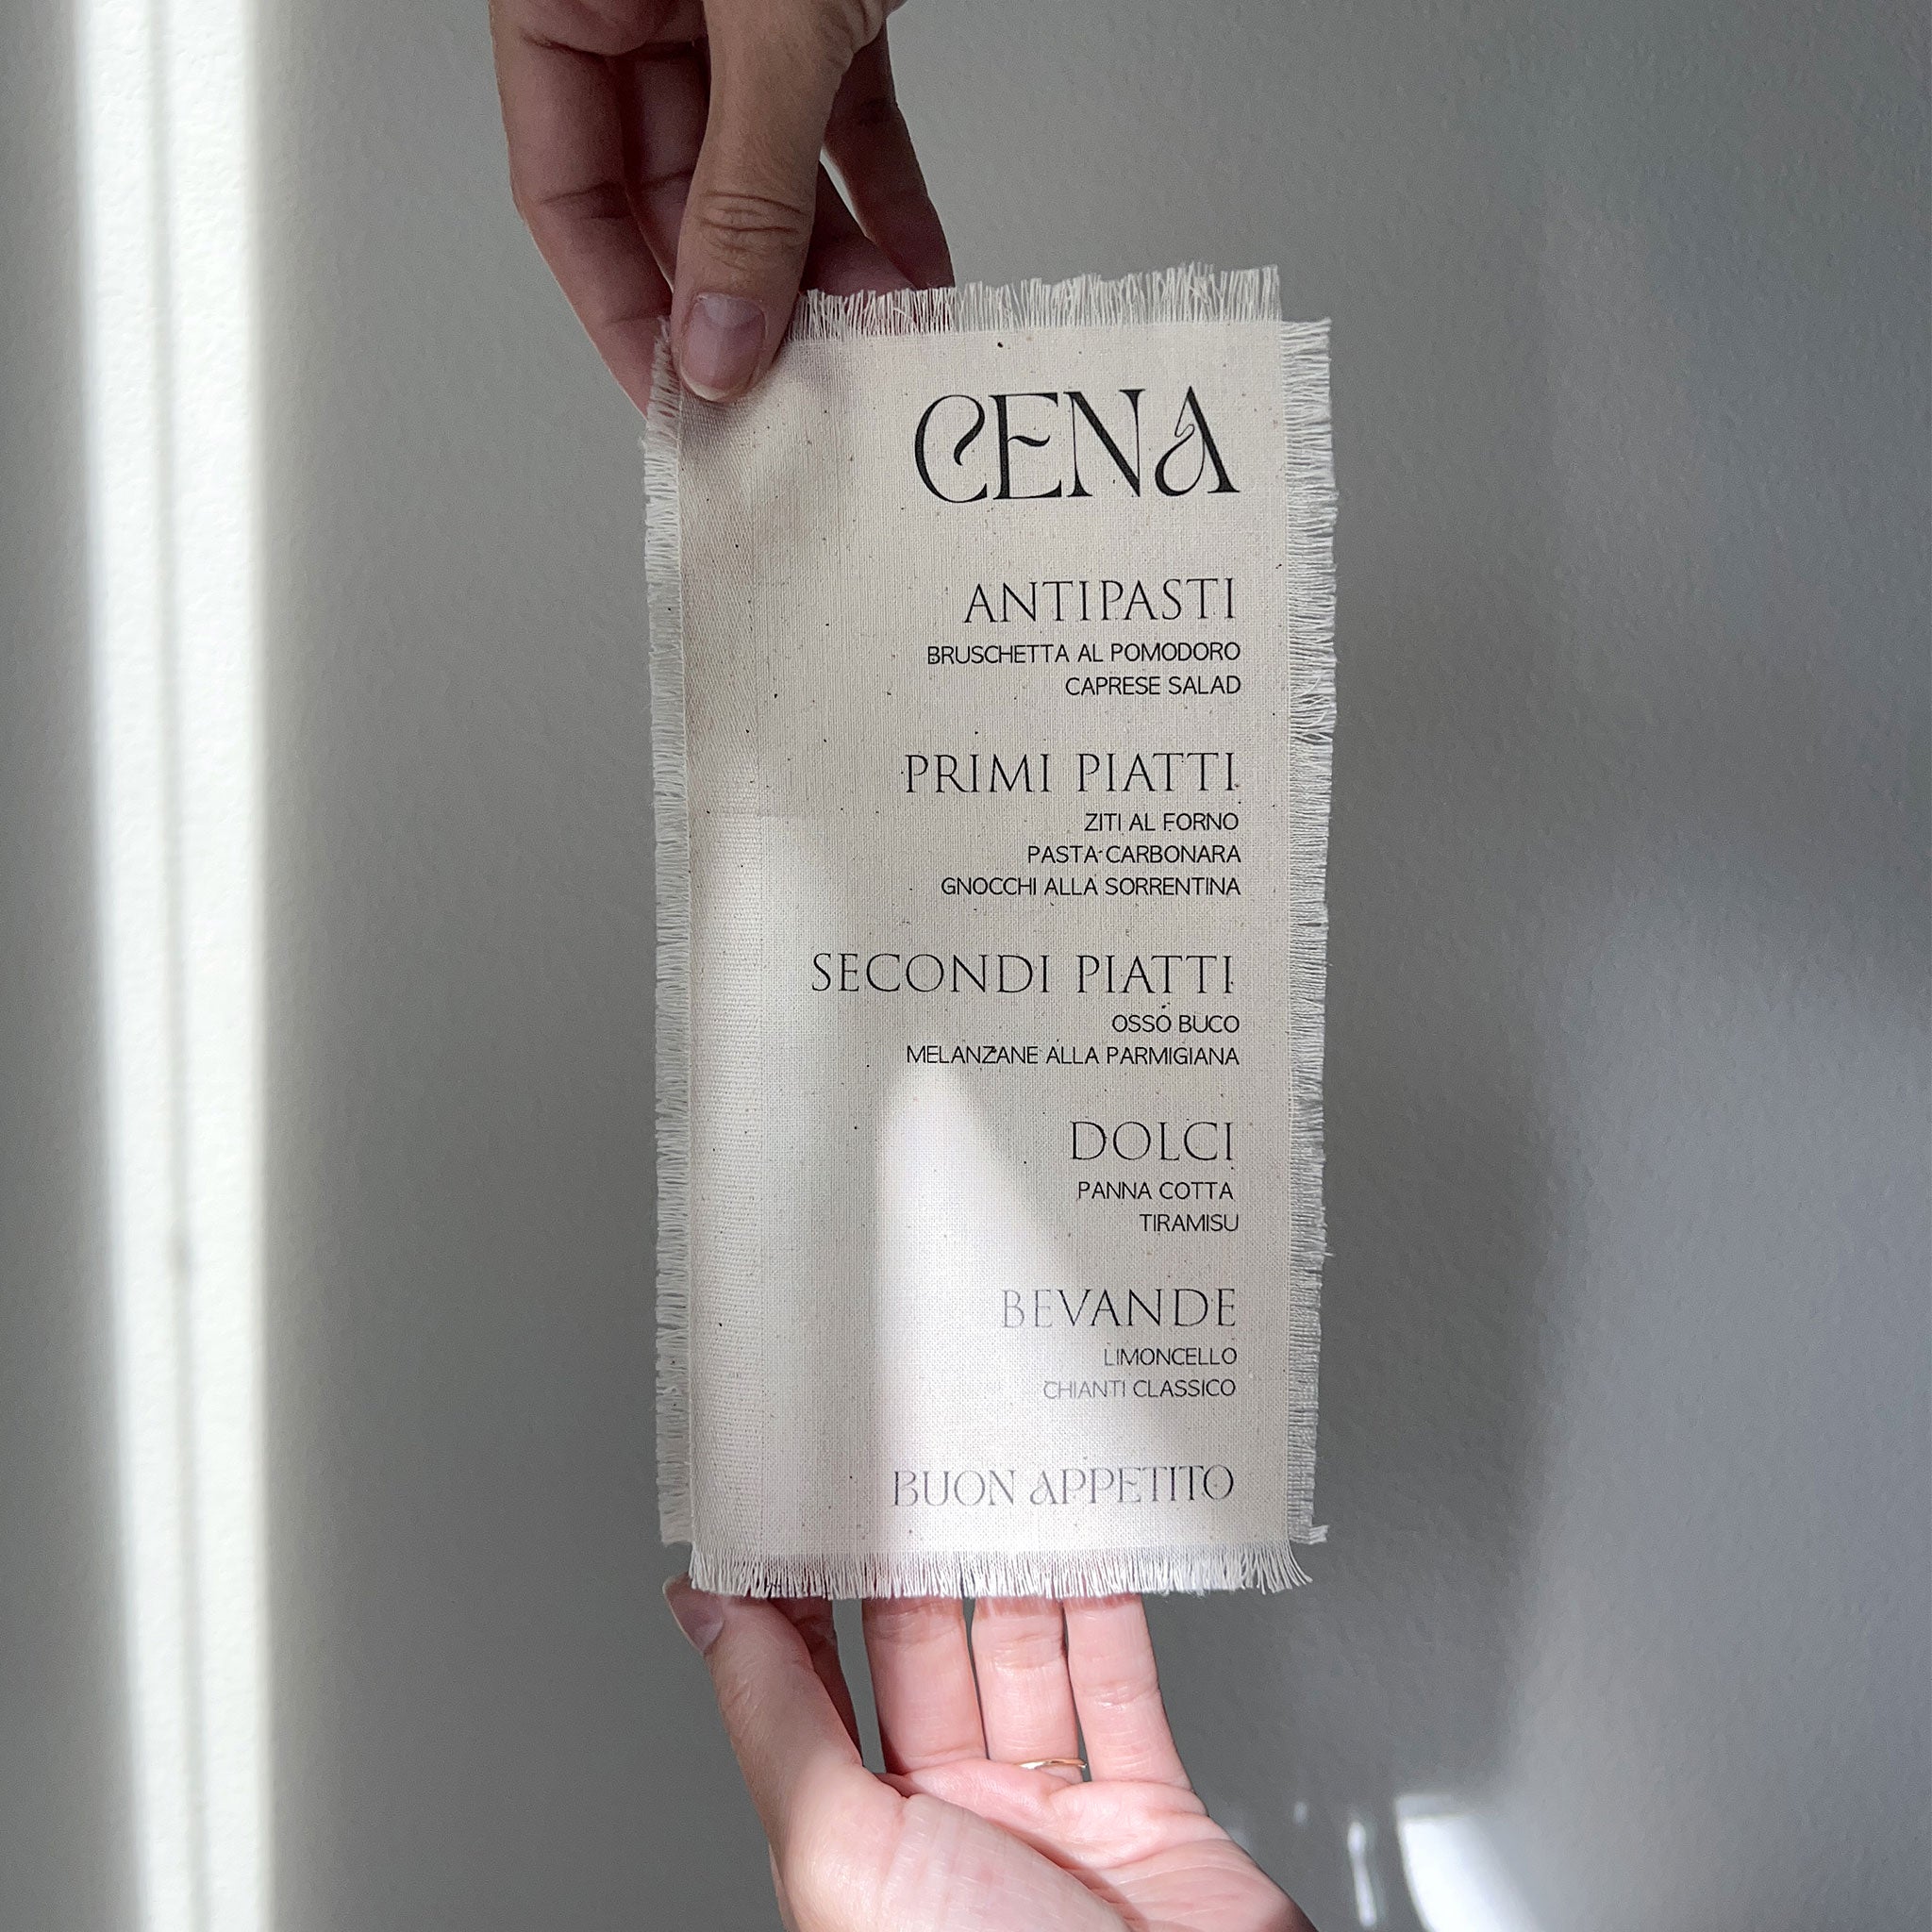 CENA
ANTIPASTI
BRUSCHETTA AL POMODORO
CAPRESE SALAD
PRIMI PIATTI
ZITI AL FORNO
PASTA CARBONARA
GNOCCHI ALLA SORRENTINA
SECONDI PIATTI
OSSO BUCO
MELANZANE ALLA PARMIGIANA
DOLCI
PANNA COTTA
TIRAMISU
BEVANDE
LIMONCELLO
CHIANTI CLASSICO
BUON APPETITO